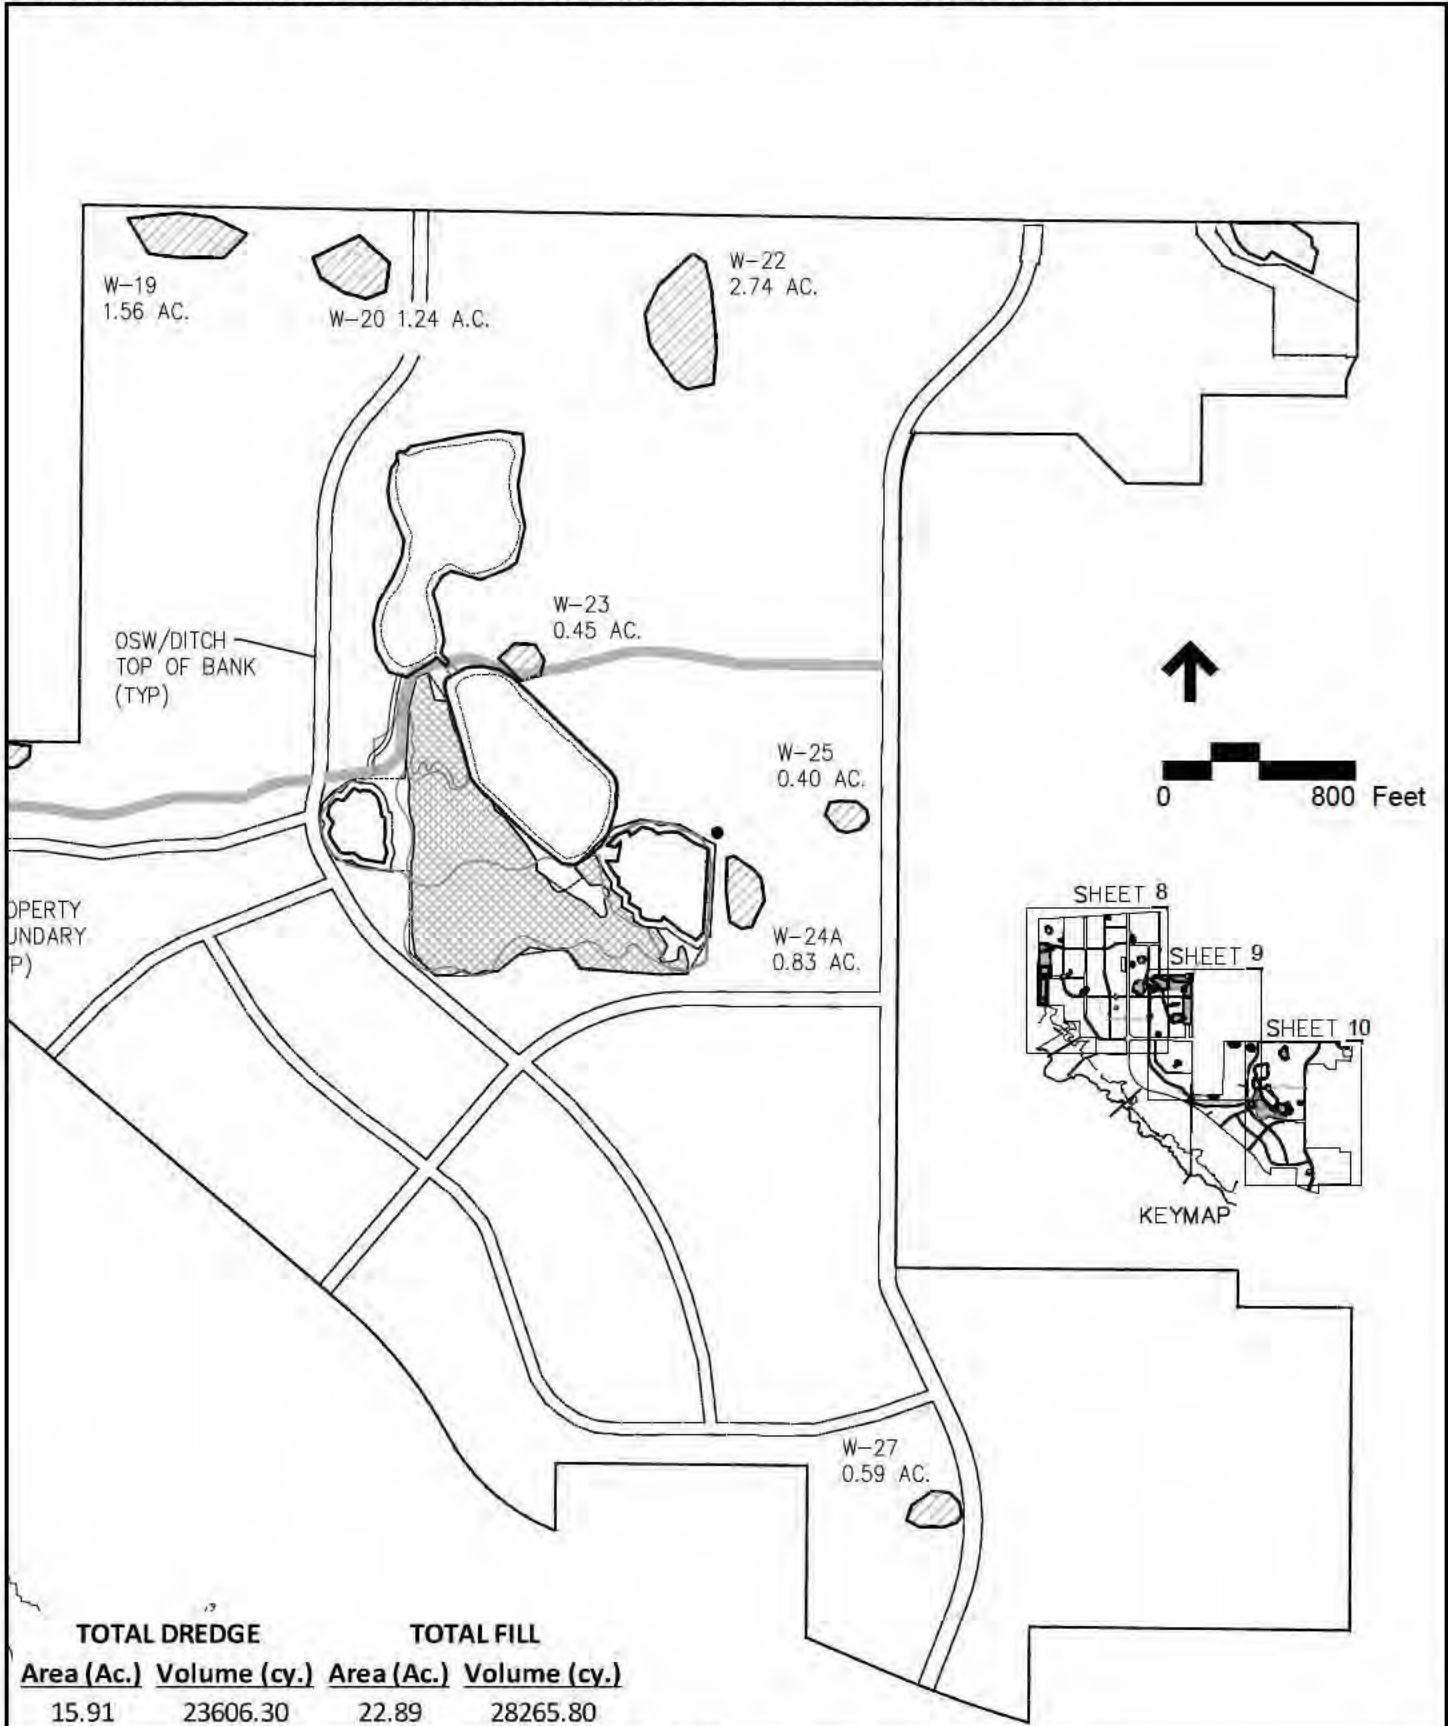 W-19
1.56 AC.
W-20 1.24 A.C.
W-22
2.74 AC.
W-23
0.45 AC.
OSW/DITCH
TOP OF BANK
(TYP)
W-25
0.40 AC.
0 800 Feet
OPERTY
UNDARY
P)
W-24A
0.83 AC.
SHEET 8
SHEET 9
SHEET 10
KEYMAP
W-27
0.59 AC.
TOTAL DREDGE TOTAL FILL
Area (Ac.) Volume (cy.) Area (Ac.) Volume (cy.)
15.91 23606.30 22.89 28265.80